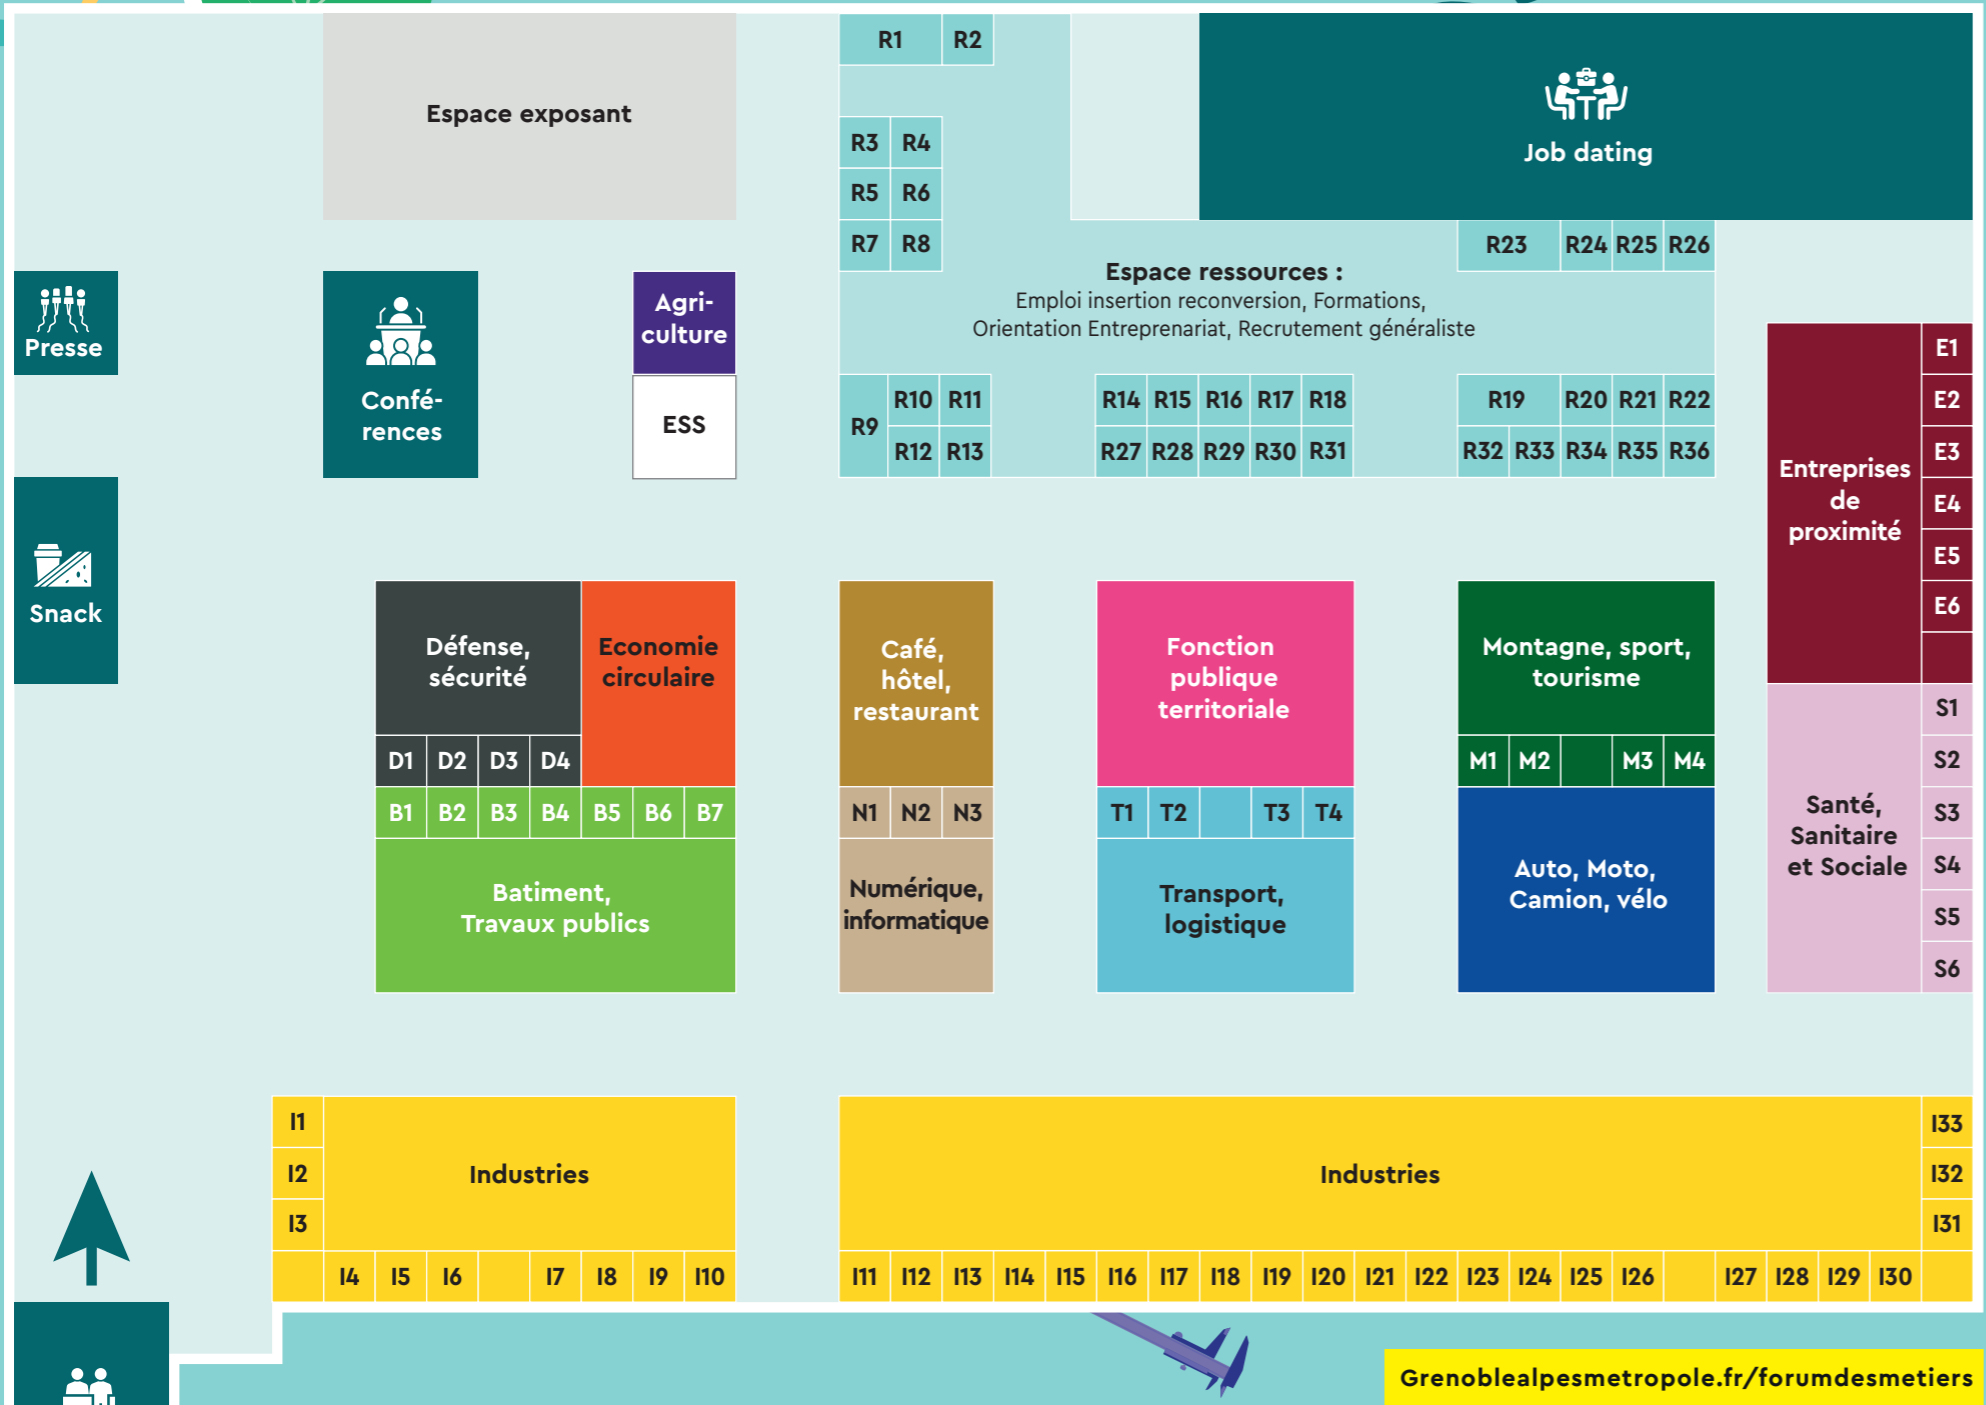 R1 R2
Espace exposant
Job dating
R3 R4
R5 R6
R7 R8
R23 R24 R25 R26
Espace ressources :
Emploi insertion reconversion, Formations,
Orientation Entreprenariat, Recrutement généraliste
Presse
Confé-
rences
Agri-
culture
ESS
R9
R10 R11
R12 R13
R14 R15 R16 R17 R18
R27 R28 R29 R30 R31
R19 R20 R21 R22
R32 R33 R34 R35 R36
Entreprises
de
proximité
E1
E2
E3
E4
E5
E6
Snack
Défense,
sécurité
D1 D2 D3 D4
Economie
circulaire
B1 B2 B3 B4 B5 B6 B7
Batiment,
Travaux publics
Café,
hôtel,
restaurant
N1 N2 N3
Numérique,
informatique
Fonction
publique
territoriale
T1 T2 T3 T4
Transport,
logistique
Montagne, sport,
tourisme
M1 M2 M3 M4
Auto, Moto,
Camion, vélo
Santé,
Sanitaire
et Sociale
S1
S2
S3
S4
S5
S6
I1
I2
I3
Industries
I4 I5 I6 I7 I8 I9 I10
Industries
I33
I32
I31
I11 I12 I13 I14 I15 I16 I17 I18 I19 I20 I21 I22 I23 I24 I25 I26 I27 I28 I29 I30
Grenoblealpesmetropole.fr/forumdesmetiers